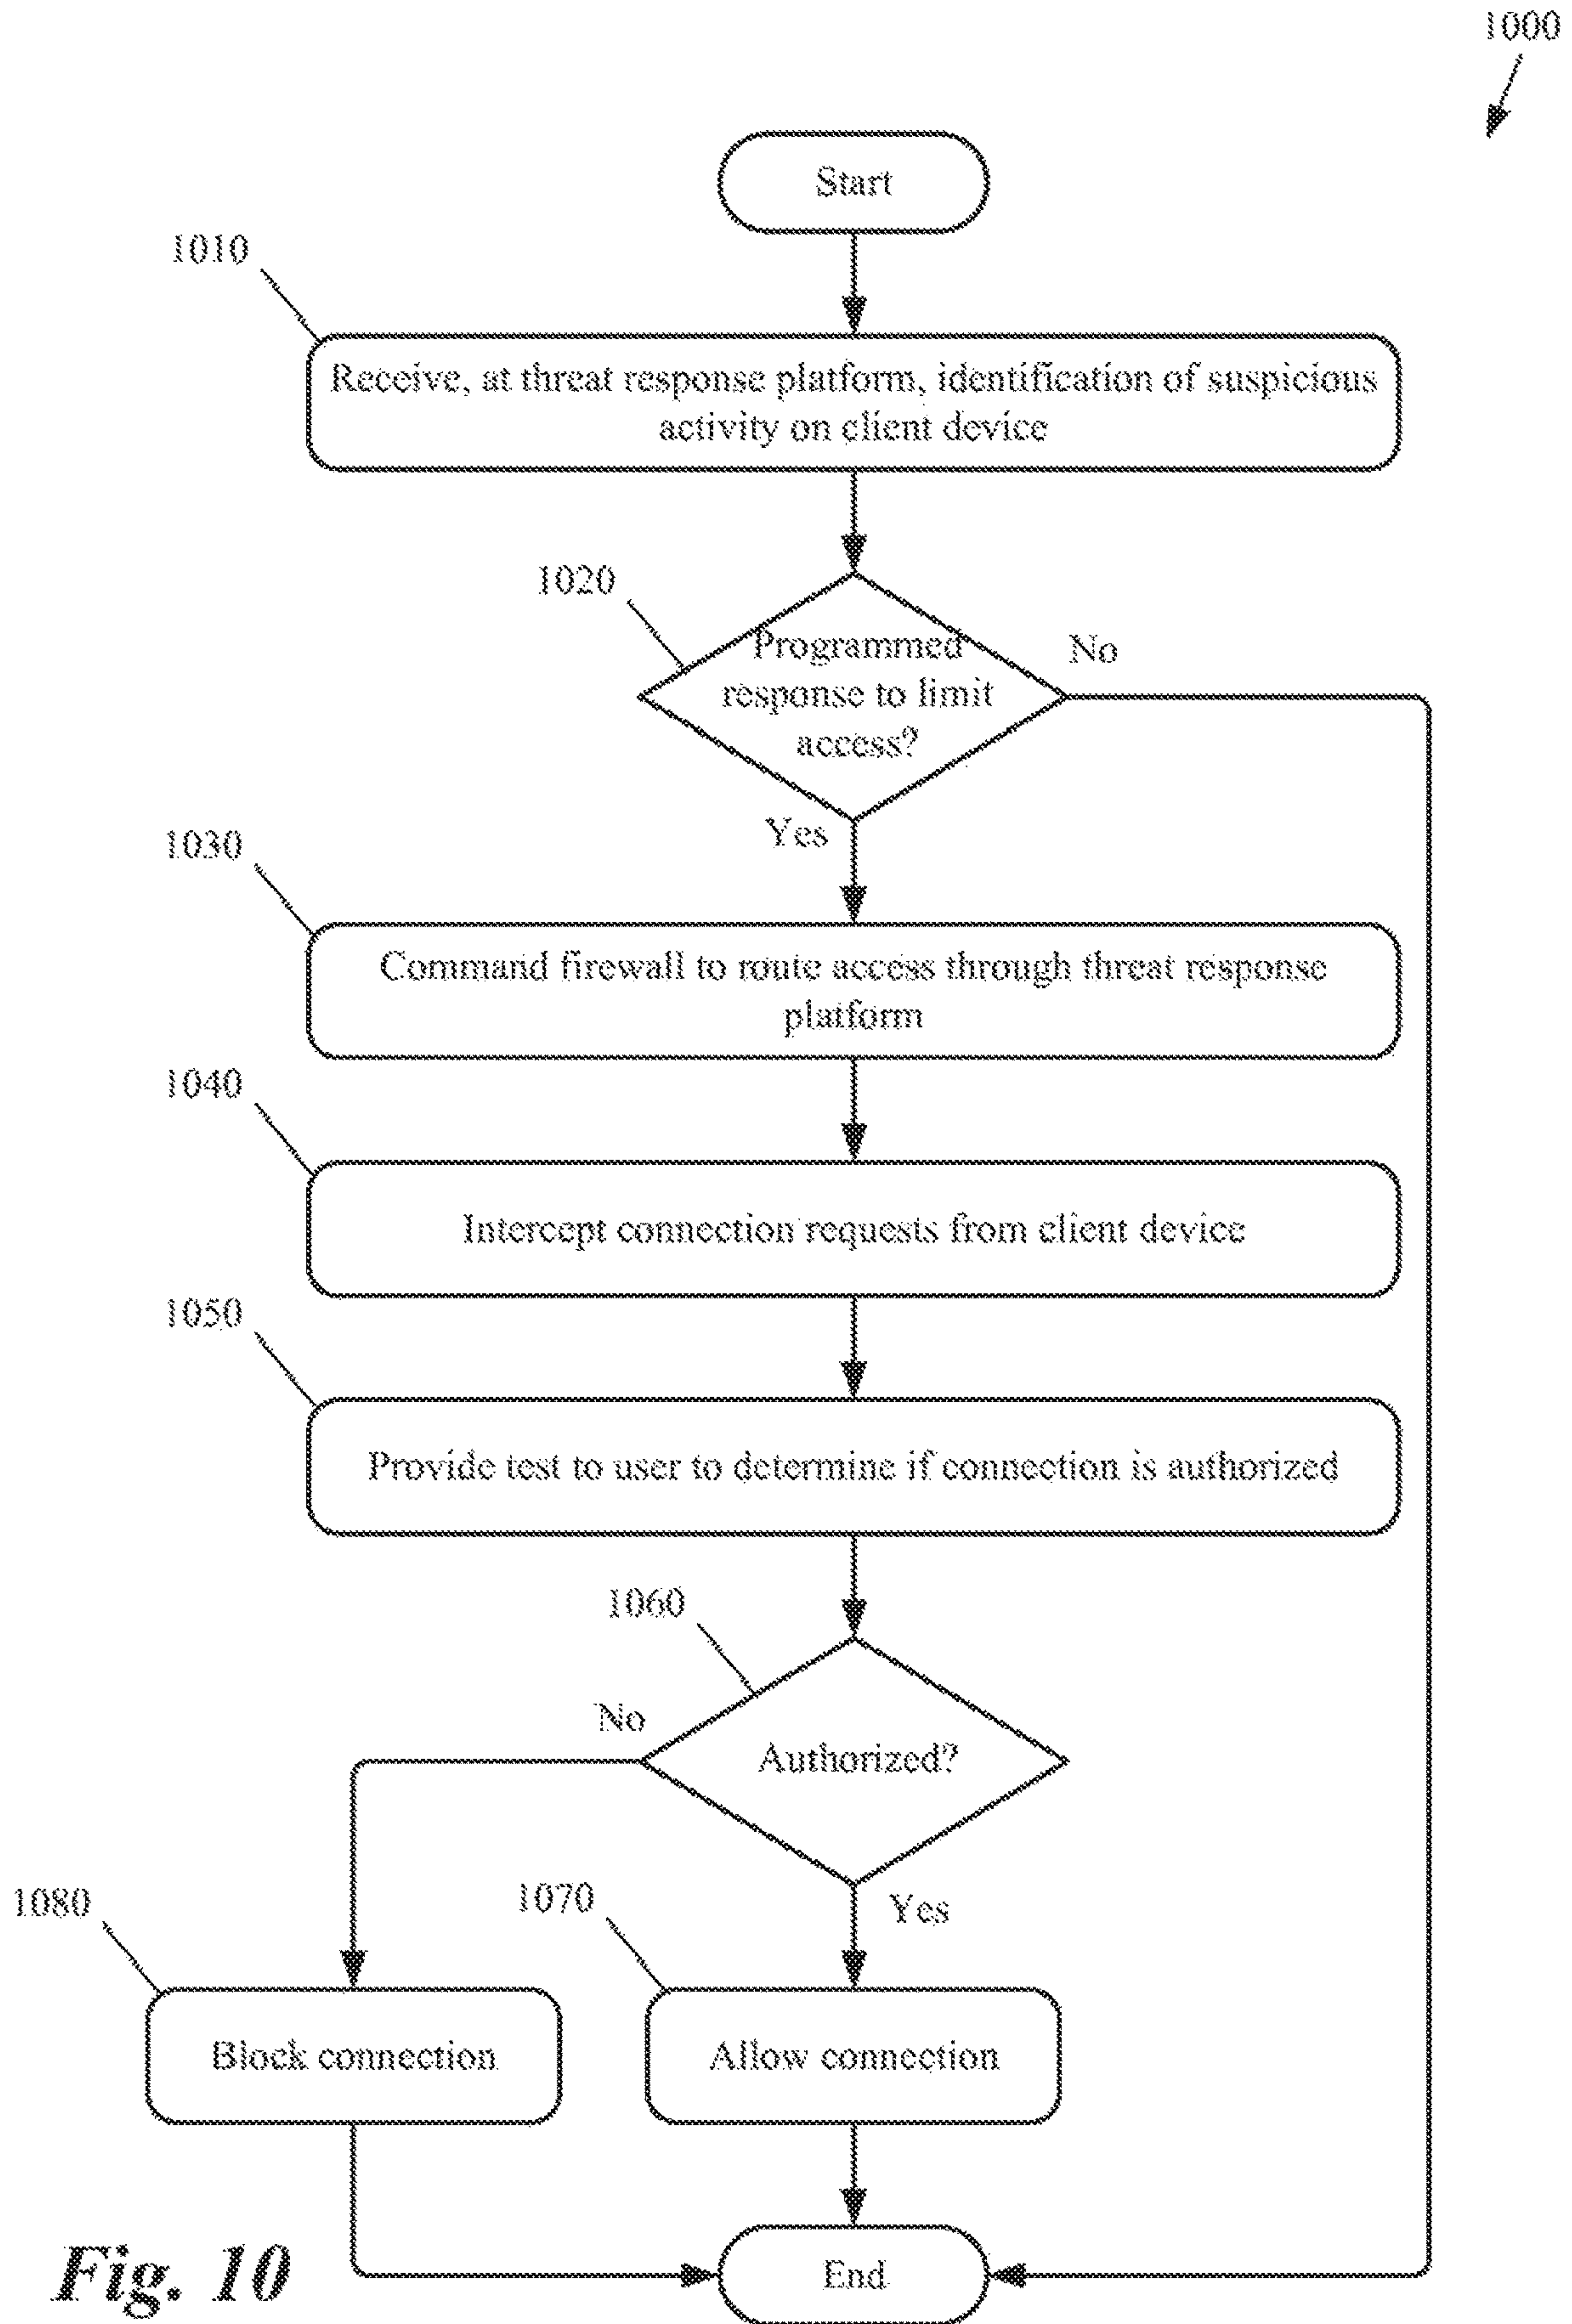 1000
Start
1010
Receive, at threat response platform, identification of suspicious
activity on client device
1020
Programmed
response to limit
access?
No
Yes
1030
Command firewall to route access through threat response
platform
1040
Intercept connection requests from client device
1050
Provide test to user to determine if connection is authorized
1060
No
Authorized?
Yes
1080
1070
Block connection
Allow connection
End
Fig. 10